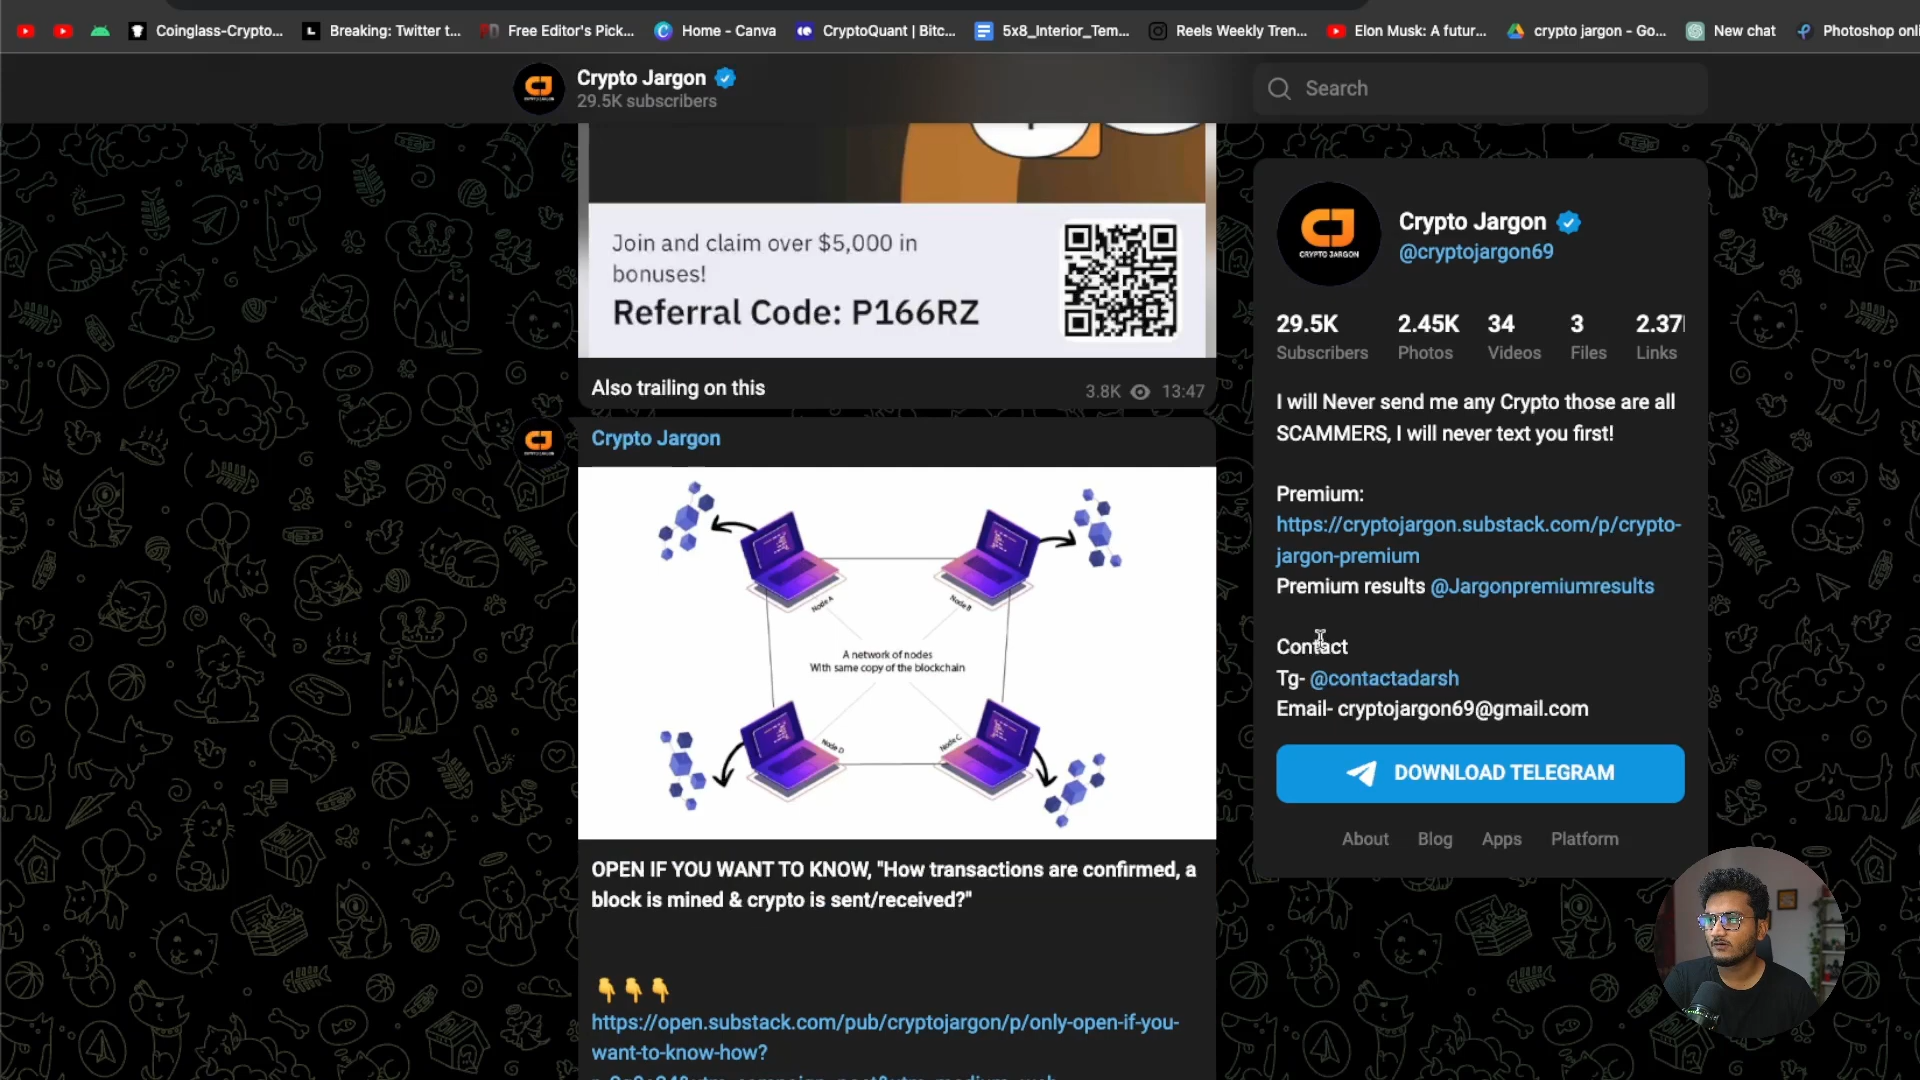 Coinglass-Crypto...
Breaking: Twitter t...
Free Editor's Pick...
Home - Canva
CryptoQuant | Bitc...
5x8_Interior_Tem...
Reels Weekly Tren...
Elon Musk: A futur...
crypto jargon - Go...
New chat
Photoshop onli
Crypto Jargon
29.5K subscribers
Search
Join and claim over $5,000 in
bonuses!
Referral Code: P166RZ
Also trailing on this
3.8K 13:47
Crypto Jargon
Node A
Node B
A network of nodes
With same copy of the blockchain
Node D
Node C
OPEN IF YOU WANT TO KNOW, "How transactions are confirmed, a
block is mined & crypto is sent/received?"
👇👇👇
https://open.substack.com/pub/cryptojargon/p/only-open-if-you-
want-to-know-how?
CRYPTO JARGON
Crypto Jargon
@cryptojargon69
29.5K 2.45K 34 3 2.37
Subscribers Photos Videos Files Links
I will Never send me any Crypto those are all
SCAMMERS, I will never text you first!
Premium:
https://cryptojargon.substack.com/p/crypto-
jargon-premium
Premium results @Jargonpremiumresults
Contact
Tg- @contactadarsh
Email- cryptojargon69@gmail.com
DOWNLOAD TELEGRAM
About Blog Apps Platform